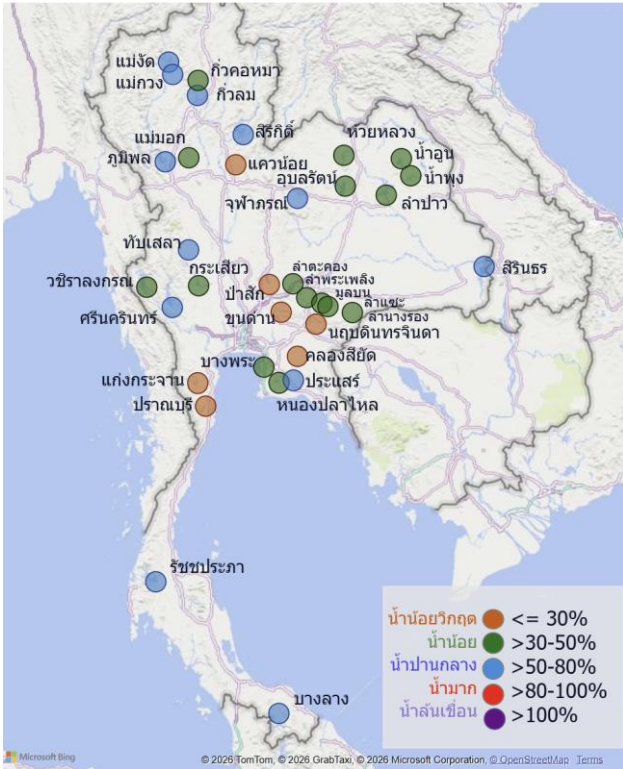 แม่งัด
แม่กวง
กิ่วคอหมา
กิ่วลม
สิริกิติ์
แม่มอก
ภูมิพล
แควน้อย
ห้วยหลวง
น้ำอูน
อุบลรัตน์
น้ำพุง
จุฬาภรณ์
ลำปาว
ทับเสลา
สิรินธร
วชิราลงกรณ
กระเสียว
ลำตะคอง
ลำพระเพลิง
ป่าสัก
มูลบน
ลำแซะ
ศรีนครินทร์
ขุนด่าน
ลำนางรอง
นฤบดินทรจินดา
บางพระ
คลองสียัด
แก่งกระจาน
ประแสร์
ปราณบุรี
หนองปลาไหล
รัชชประภา
น้ำน้อยวิกฤต <= 30%
น้ำน้อย >30-50%
น้ำปานกลาง >50-80%
น้ำมาก >80-100%
น้ำล้นเขื่อน >100%
บางลาง
Microsoft Bing
© 2026 TomTom, © 2026 GrabTaxi, © 2026 Microsoft Corporation, © OpenStreetMap Terms